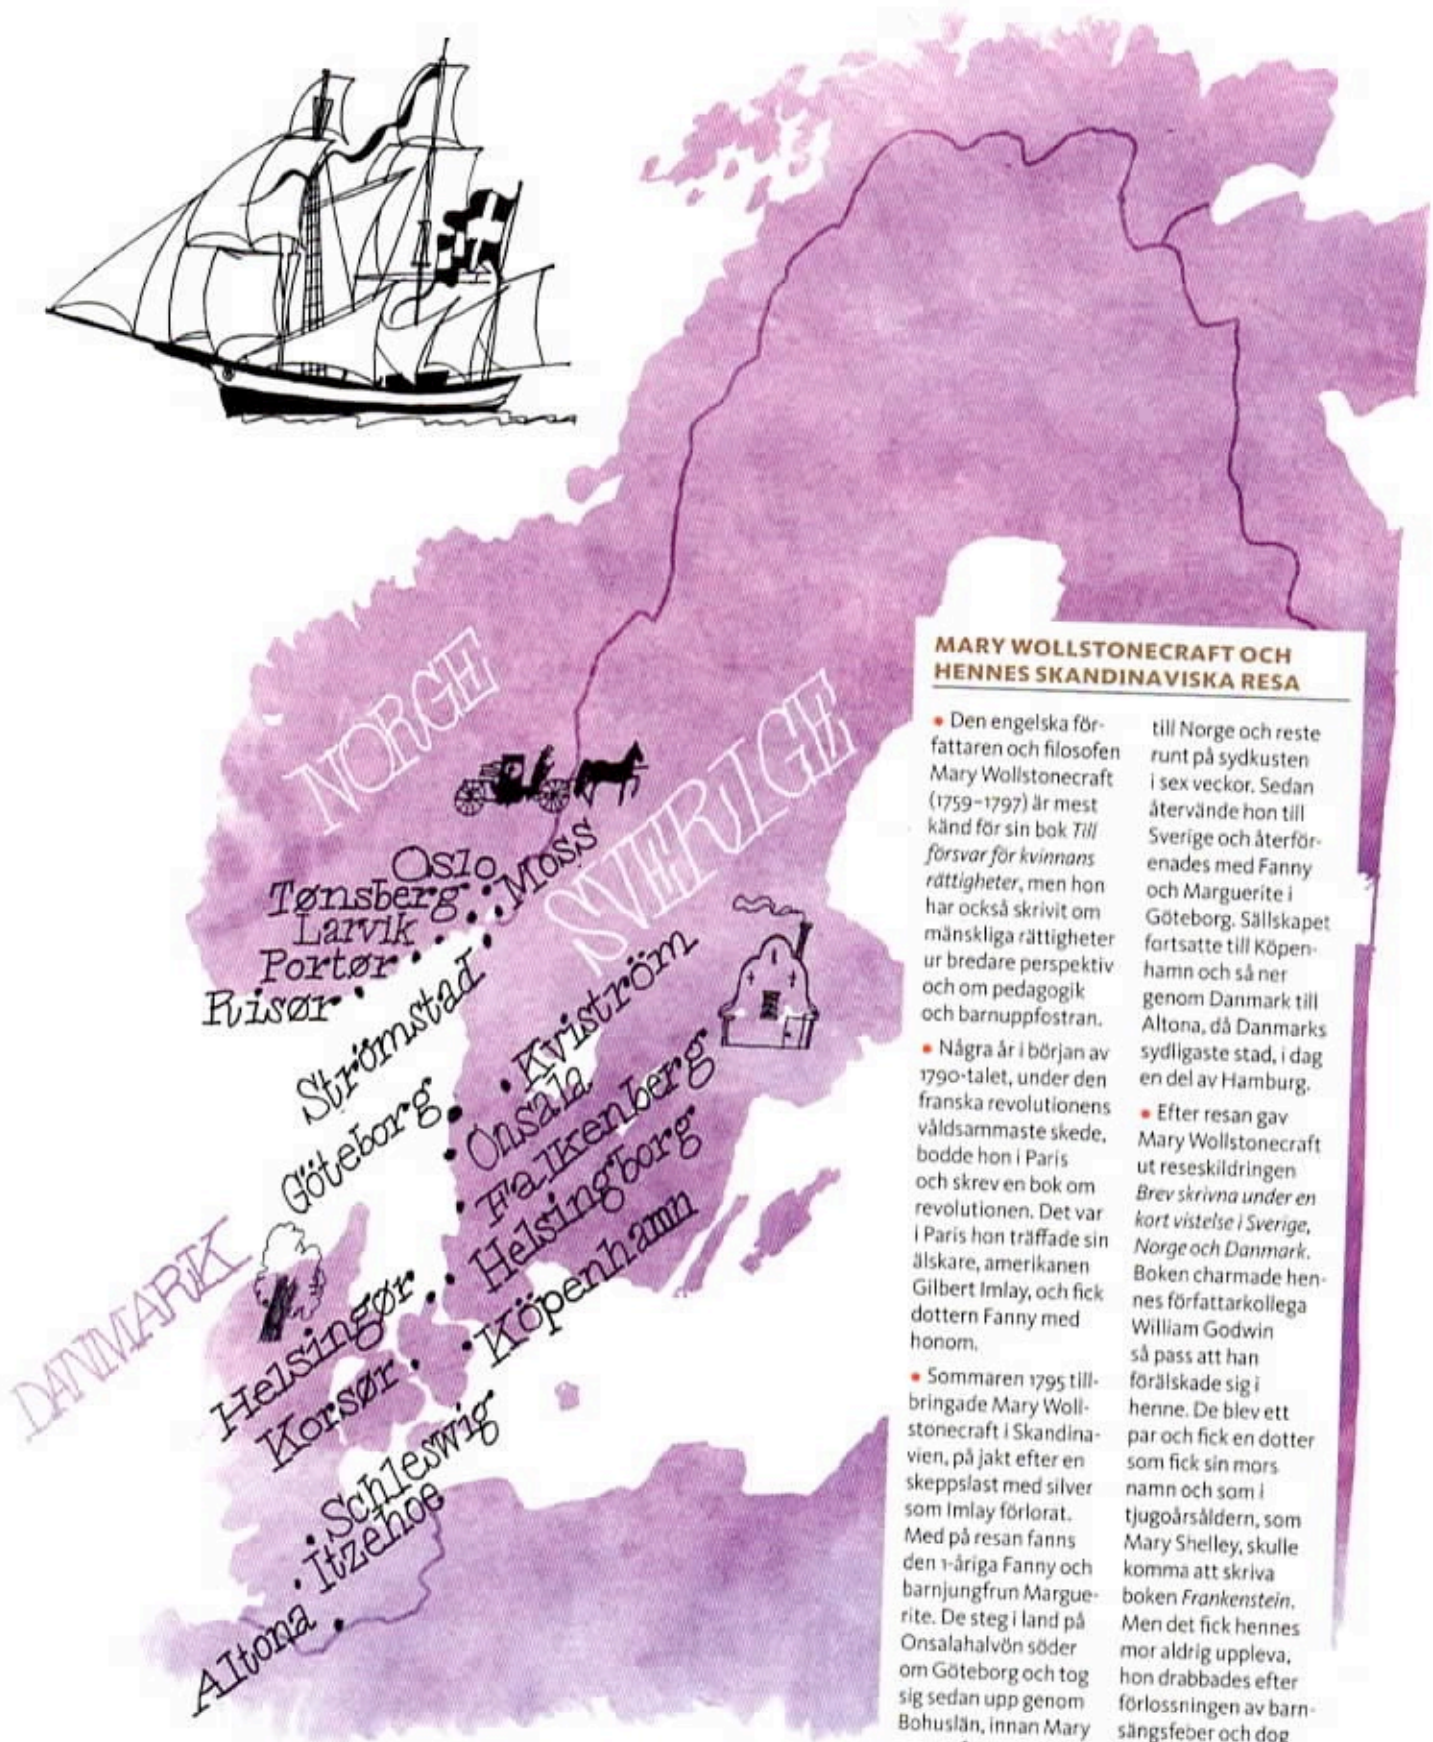 NORGE
SVERIGE
DANMARK
Oslo
Moss
Tønsberg
Larvik
Portør
Risør
Strömstad
Kviström
Göteborg
Onsala
Falkenberg
Helsingborg
Helsingør
Köpenhamn
Korsør
Schleswig
Itzehoe
Altona
MARY WOLLSTONECRAFT OCH
HENNES SKANDINAVISKA RESA
• Den engelska för-
fattaren och filosofen
Mary Wollstonecraft
(1759–1797) är mest
känd för sin bok Till
försvar för kvinnans
rättigheter, men hon
har också skrivit om
mänskliga rättigheter
ur bredare perspektiv
och om pedagogik
och barnuppfostran.
• Några år i början av
1790-talet, under den
franska revolutionens
våldsammaste skede,
bodde hon i Paris
och skrev en bok om
revolutionen. Det var
i Paris hon träffade sin
älskare, amerikanen
Gilbert Imlay, och fick
dottern Fanny med
honom.
• Sommaren 1795 till-
bringade Mary Woll-
stonecraft i Skandina-
vien, på jakt efter en
skeppslast med silver
som Imlay förlorat.
Med på resan fanns
den 1-åriga Fanny och
barnjungfrun Margue-
rite. De steg i land på
Onsalahalvön söder
om Göteborg och tog
sig sedan upp genom
Bohuslän, innan Mary
till Norge och reste
runt på sydkusten
i sex veckor. Sedan
återvände hon till
Sverige och återför-
enades med Fanny
och Marguerite i
Göteborg. Sällskapet
fortsatte till Köpen-
hamn och så ner
genom Danmark till
Altona, då Danmarks
sydligaste stad, i dag
en del av Hamburg.
• Efter resan gav
Mary Wollstonecraft
ut reseskildringen
Brev skrivna under en
kort vistelse i Sverige,
Norge och Danmark.
Boken charmade hen-
nes författarkollega
William Godwin
så pass att han
förälskade sig i
henne. De blev ett
par och fick en dotter
som fick sin mors
namn och som i
tjugoårsåldern, som
Mary Shelley, skulle
komma att skriva
boken Frankenstein.
Men det fick hennes
mor aldrig uppleva,
hon drabbades efter
förlossningen av barn-
sängsfeber och dog